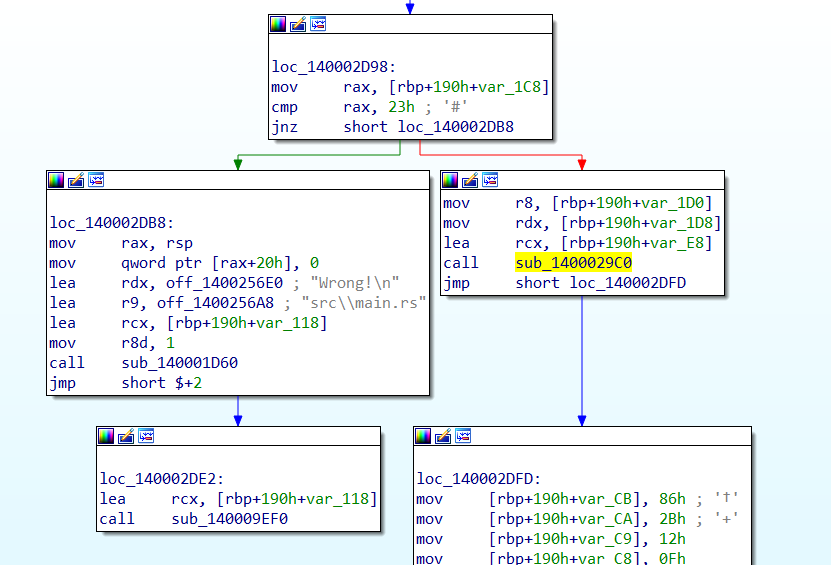 loc_140002D98:
mov rax, [rbp+190h+var_1C8]
cmp rax, 23h ; '#'
jnz short loc_140002DB8
loc_140002DB8:
mov rax, rsp
mov qword ptr [rax+20h], 0
lea rdx, off_1400256E0 ; "Wrong!\n"
lea r9, off_1400256A8 ; "src\\main.rs"
lea rcx, [rbp+190h+var_118]
mov r8d, 1
call sub_140001D60
jmp short $+2
mov r8, [rbp+190h+var_1D0]
mov rdx, [rbp+190h+var_1D8]
lea rcx, [rbp+190h+var_E8]
call sub_1400029C0
jmp short loc_140002DFD
loc_140002DE2:
lea rcx, [rbp+190h+var_118]
call sub_140009EF0
loc_140002DFD:
mov [rbp+190h+var_CB], 86h ; '†'
mov [rbp+190h+var_CA], 2Bh ; '+'
mov [rbp+190h+var_C9], 12h
mov [rbp+190h+var_C8], 0Fh